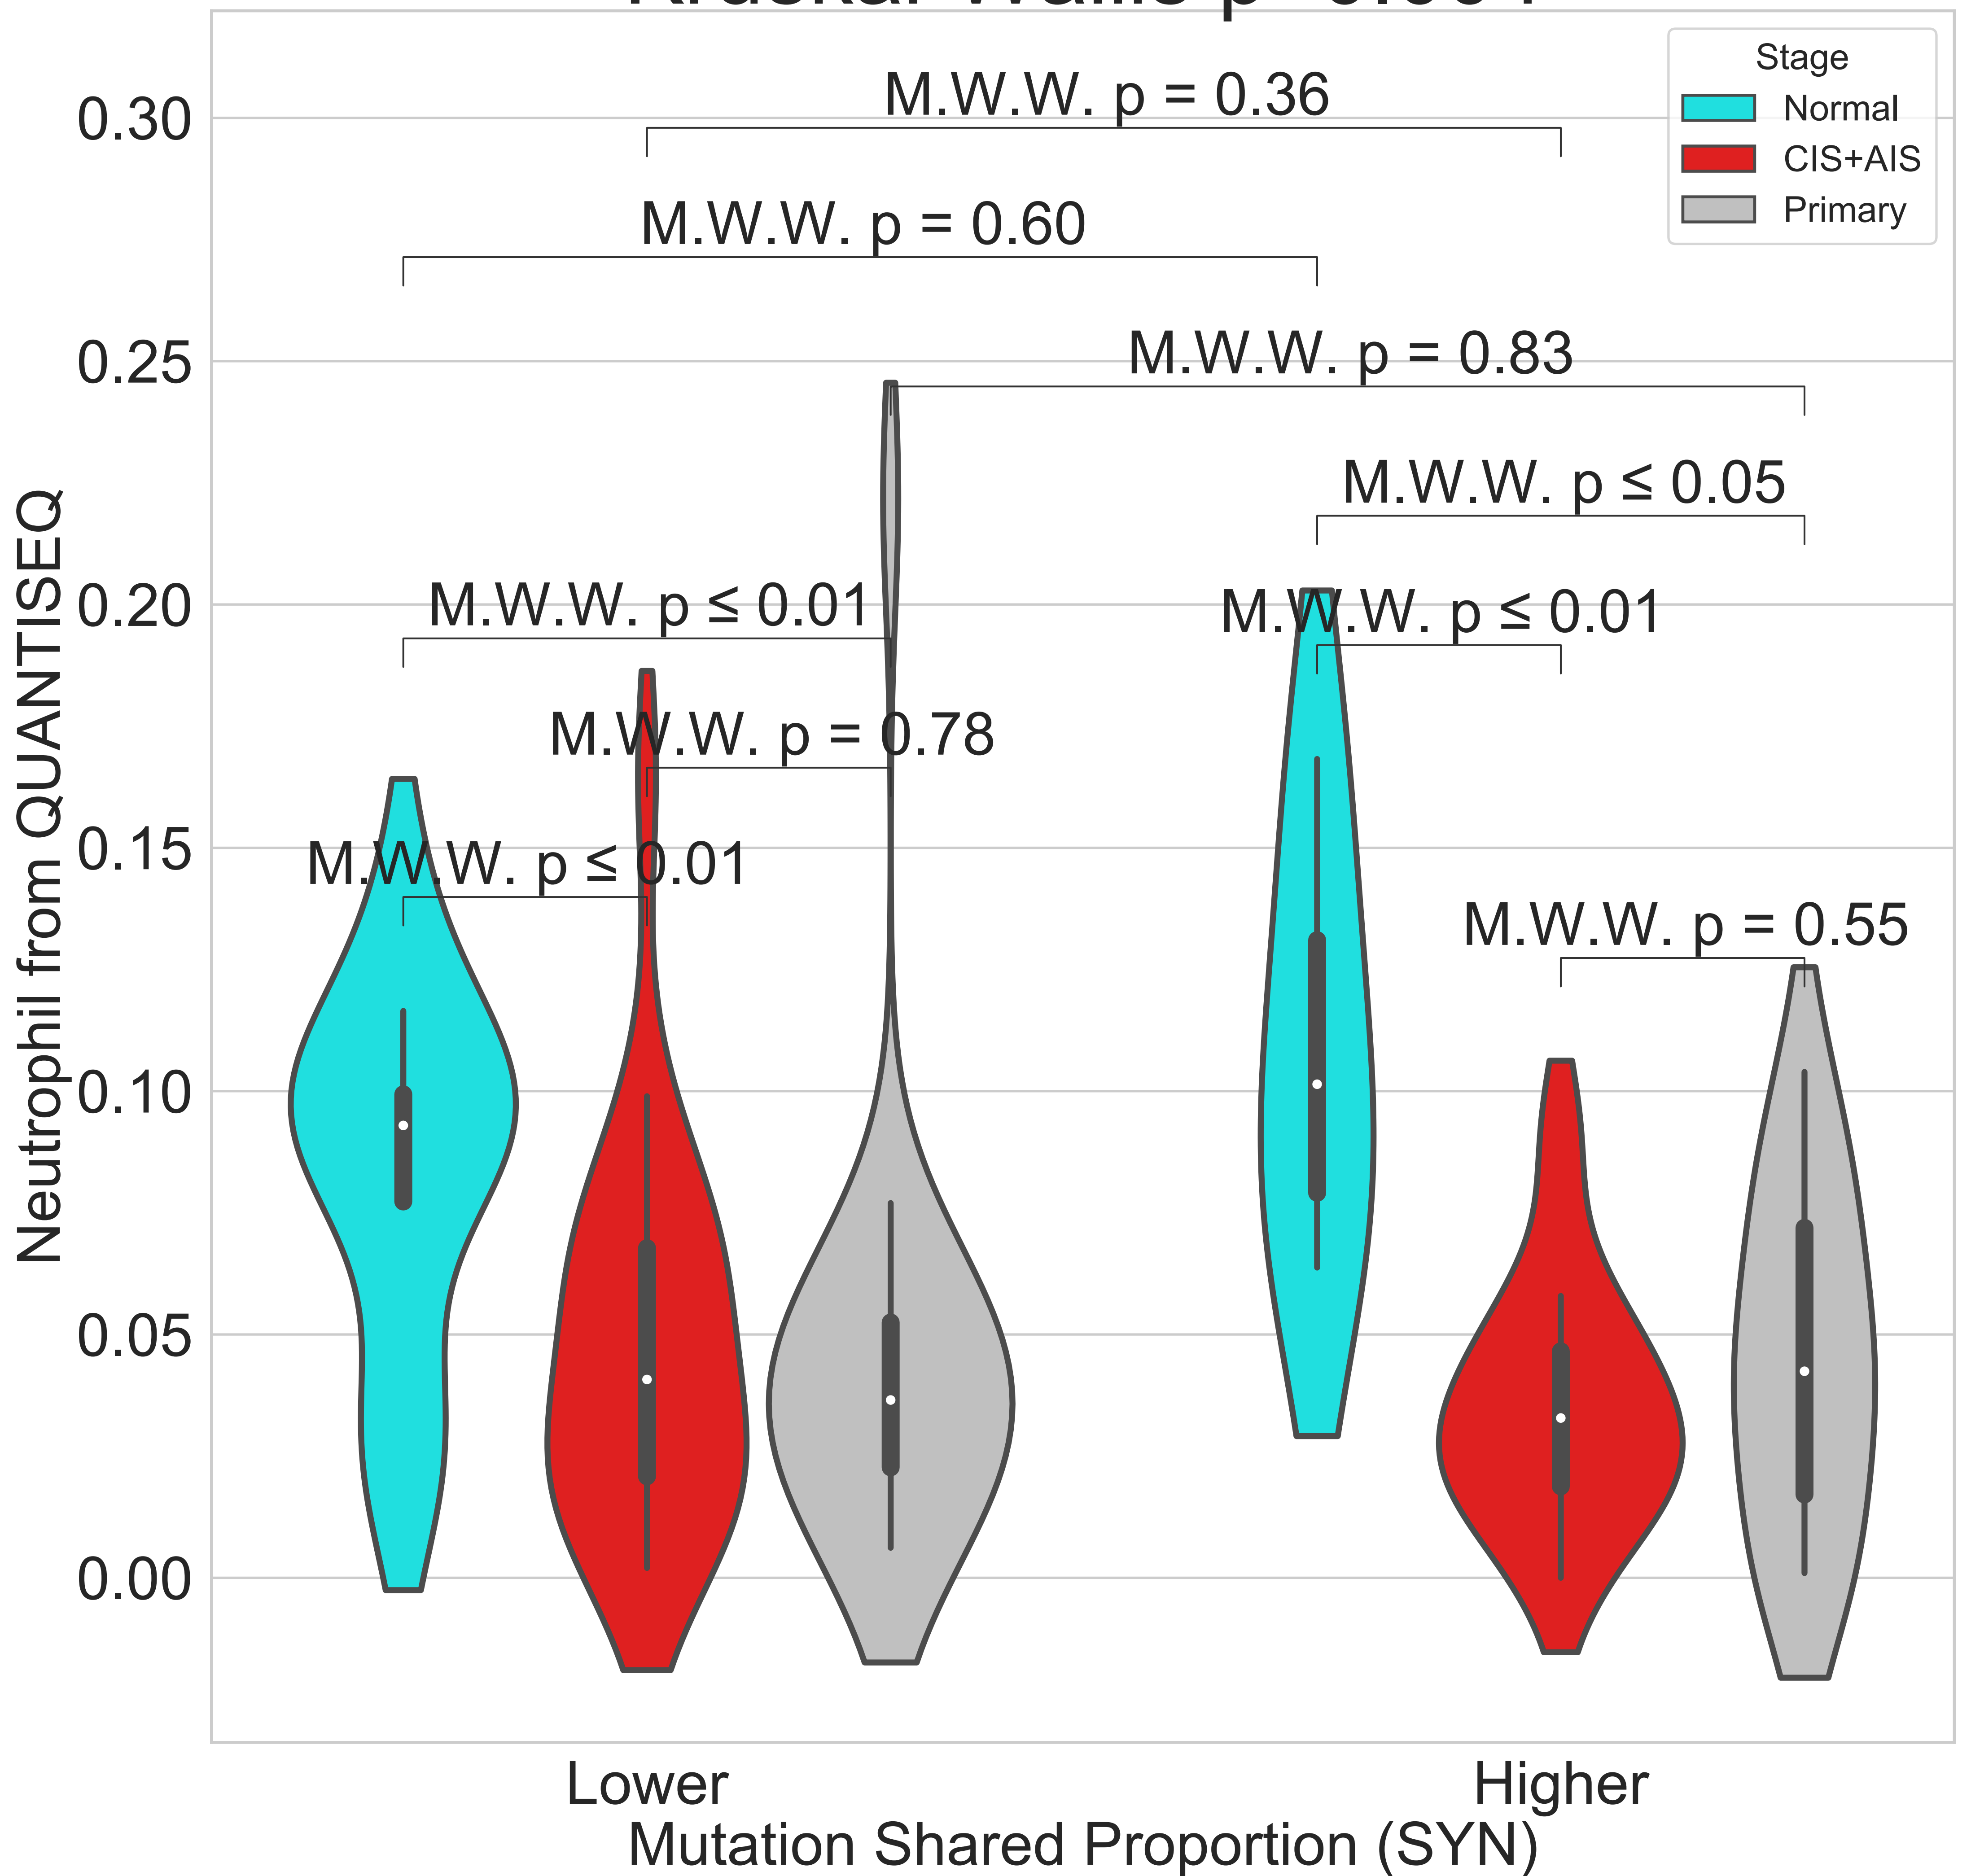 Stage
Normal
CIS+AIS
Primary
M.W.W. p = 0.36
M.W.W. p = 0.60
M.W.W. p = 0.83
M.W.W. p ≤ 0.05
M.W.W. p ≤ 0.01
M.W.W. p ≤ 0.01
M.W.W. p = 0.78
M.W.W. p ≤ 0.01
M.W.W. p = 0.55
0.30
0.25
0.20
0.15
0.10
0.05
0.00
Neutrophil from QUANTISEQ
Lower
Higher
Mutation Shared Proportion (SYN)